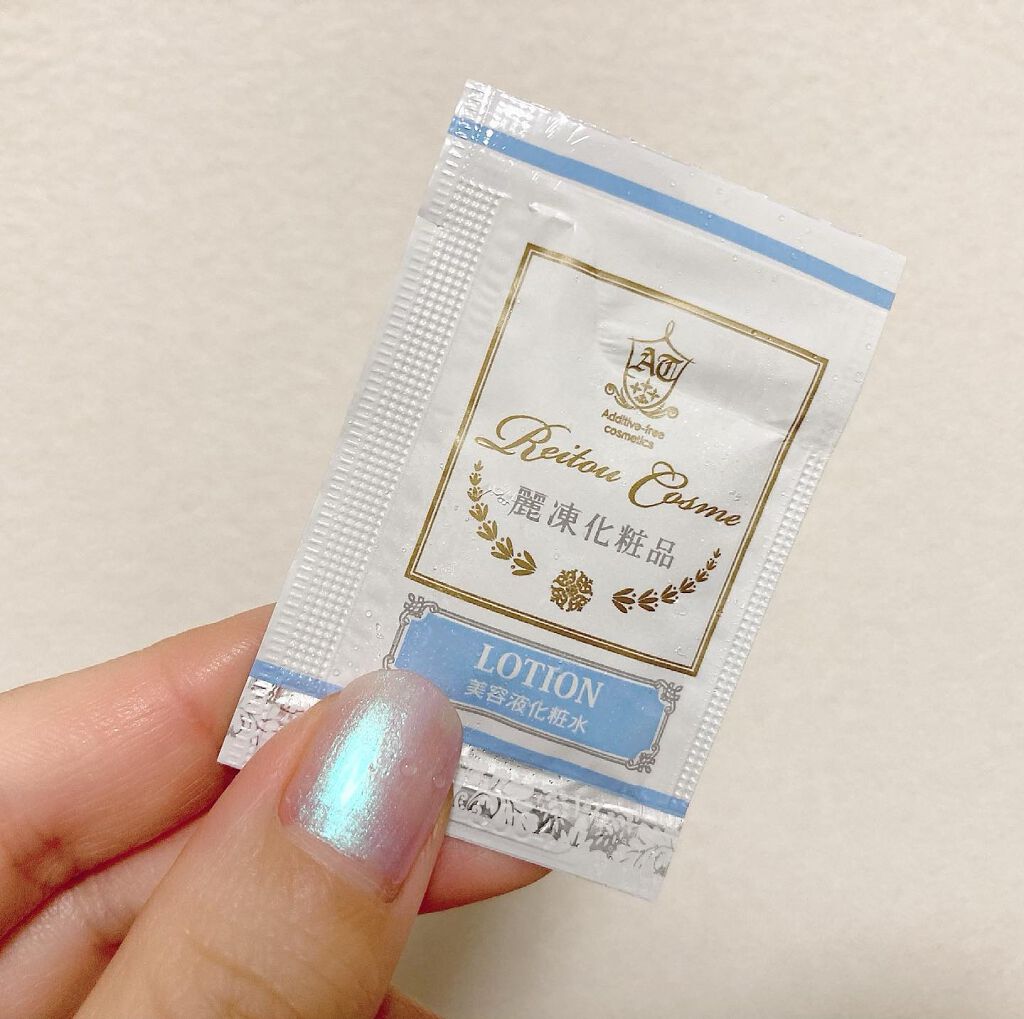 AT
Additive-free
cosmetics
Reitou Cosme
麗凍化粧品
LOTION
美容液化粧水